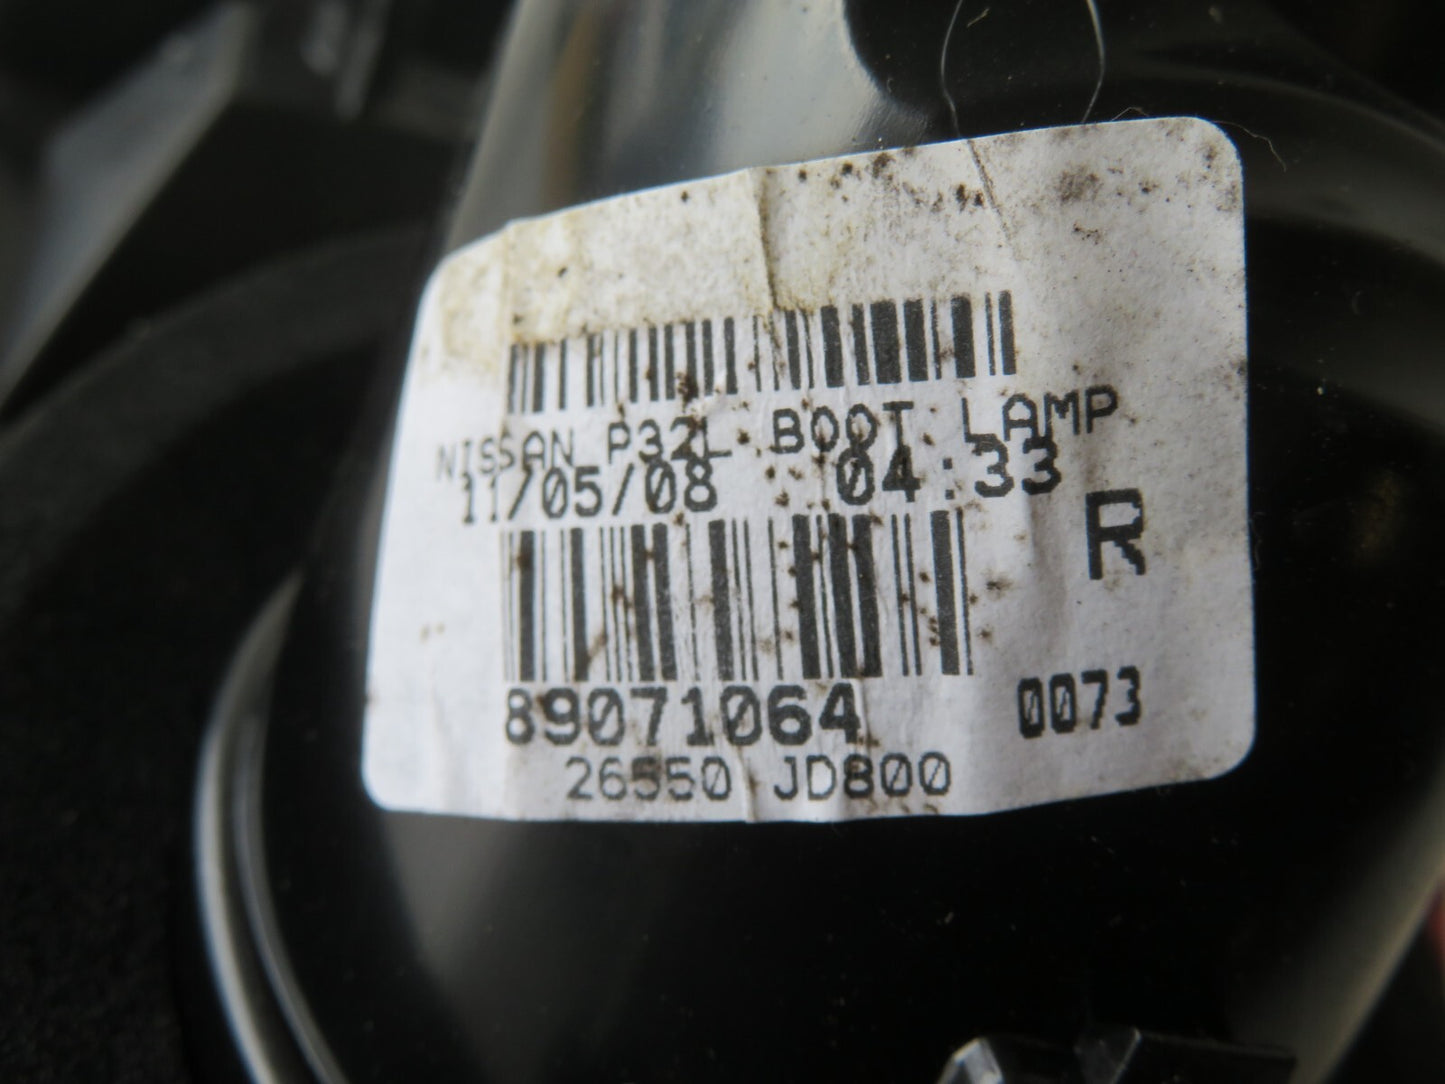 NISSAN P32L BOOT LAMP
11/05/08 04:33
R
89071064 0073
26550 JD800